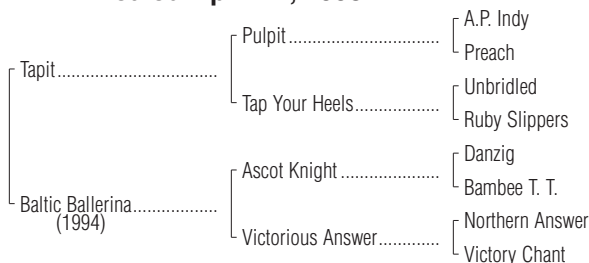 A.P. Indy
Pulpit
Preach
Tapit
Unbridled
Tap Your Heels
Ruby Slippers
Danzig
Ascot Knight
Bambee T. T.
Baltic Ballerina
(1994)
Northern Answer
Victorious Answer
Victory Chant